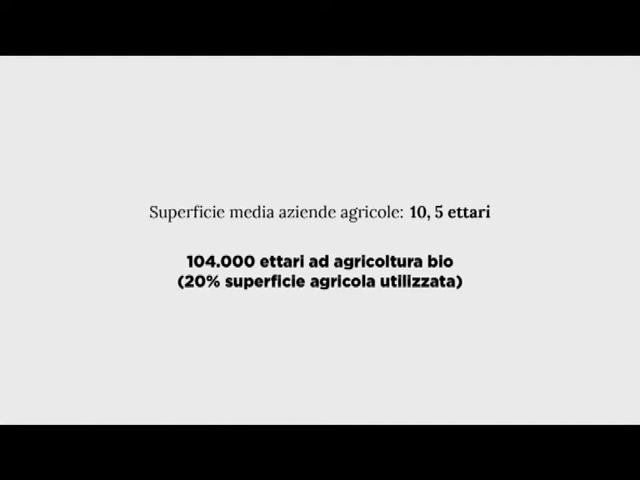 Superficie media aziende agricole: 10, 5 ettari
104.000 ettari ad agricoltura bio
(20% superficie agricola utilizzata)